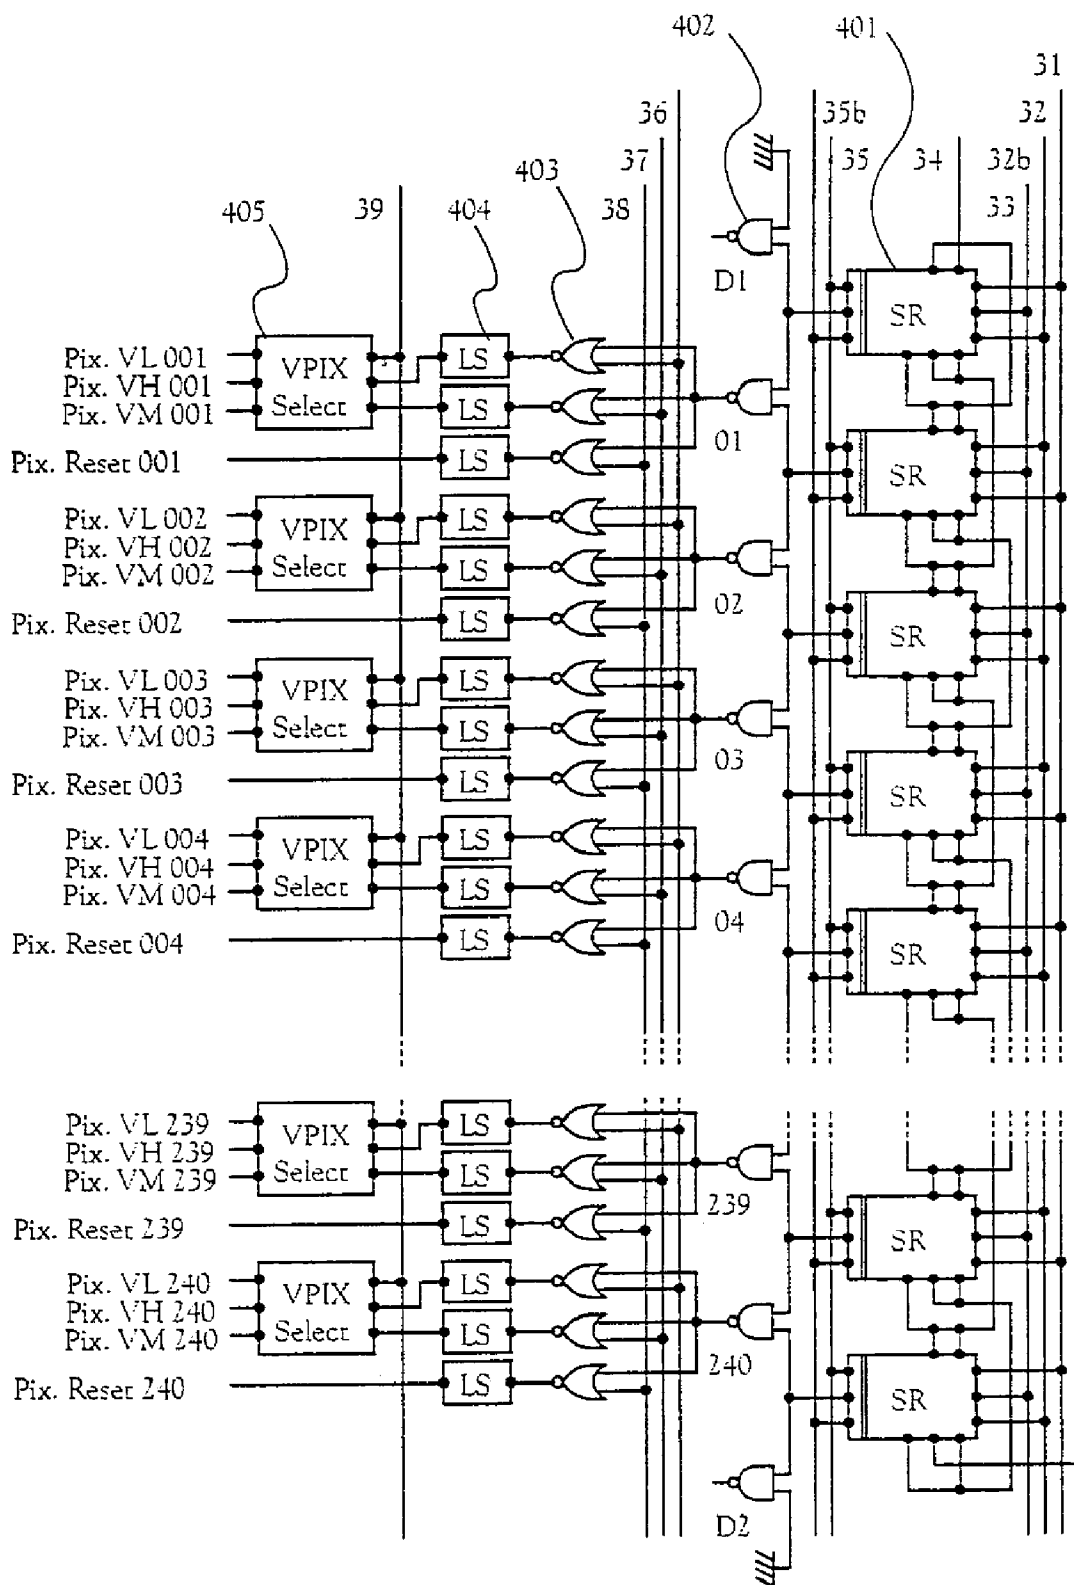 402
401
31
36
35b
32
37
35
34
32b
403
405
39
404
38
33
D1
SR
Pix. VL 001
VPIX
LS
Pix. VH 001
Pix. VM 001
Select
LS
01
Pix. Reset 001
LS
SR
Pix. VL 002
VPIX
LS
Pix. VH 002
Pix. VM 002
Select
LS
02
Pix. Reset 002
LS
SR
Pix. VL 003
VPIX
LS
Pix. VH 003
Pix. VM 003
Select
LS
03
Pix. Reset 003
LS
SR
Pix. VL 004
VPIX
LS
Pix. VH 004
Pix. VM 004
Select
LS
04
Pix. Reset 004
LS
SR
Pix. VL 239
VPIX
LS
Pix. VH 239
Pix. VM 239
Select
LS
239
Pix. Reset 239
LS
SR
Pix. VL 240
VPIX
LS
Pix. VH 240
Pix. VM 240
Select
LS
240
Pix. Reset 240
LS
SR
D2